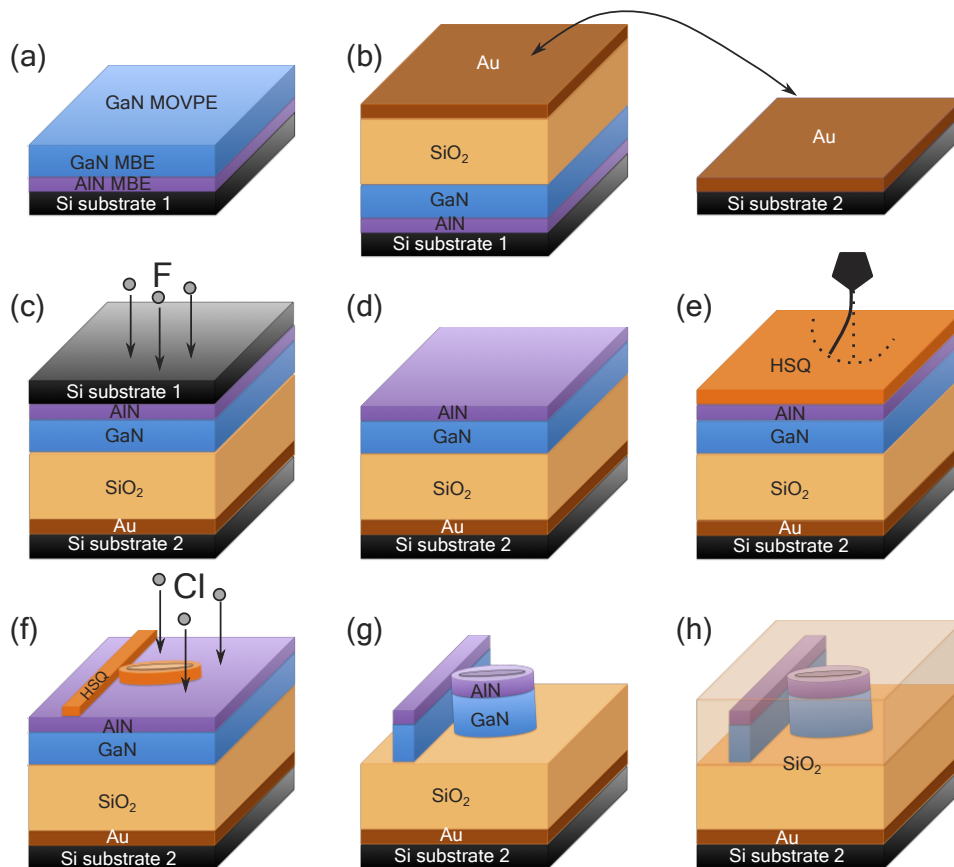 (a)
GaN MOVPE
GaN MBE
AlN MBE
Si substrate 1
(b)
Au
SiO₂
GaN
AlN
Si substrate 1
Au
Si substrate 2
(c)
F
Si substrate 1
AlN
GaN
SiO₂
Au
Si substrate 2
(d)
AlN
GaN
SiO₂
Au
Si substrate 2
(e)
HSQ
AlN
GaN
SiO₂
Au
Si substrate 2
(f)
Cl
HSQ
AlN
GaN
SiO₂
Au
Si substrate 2
(g)
AlN
GaN
SiO₂
Au
Si substrate 2
(h)
SiO₂
Au
Si substrate 2